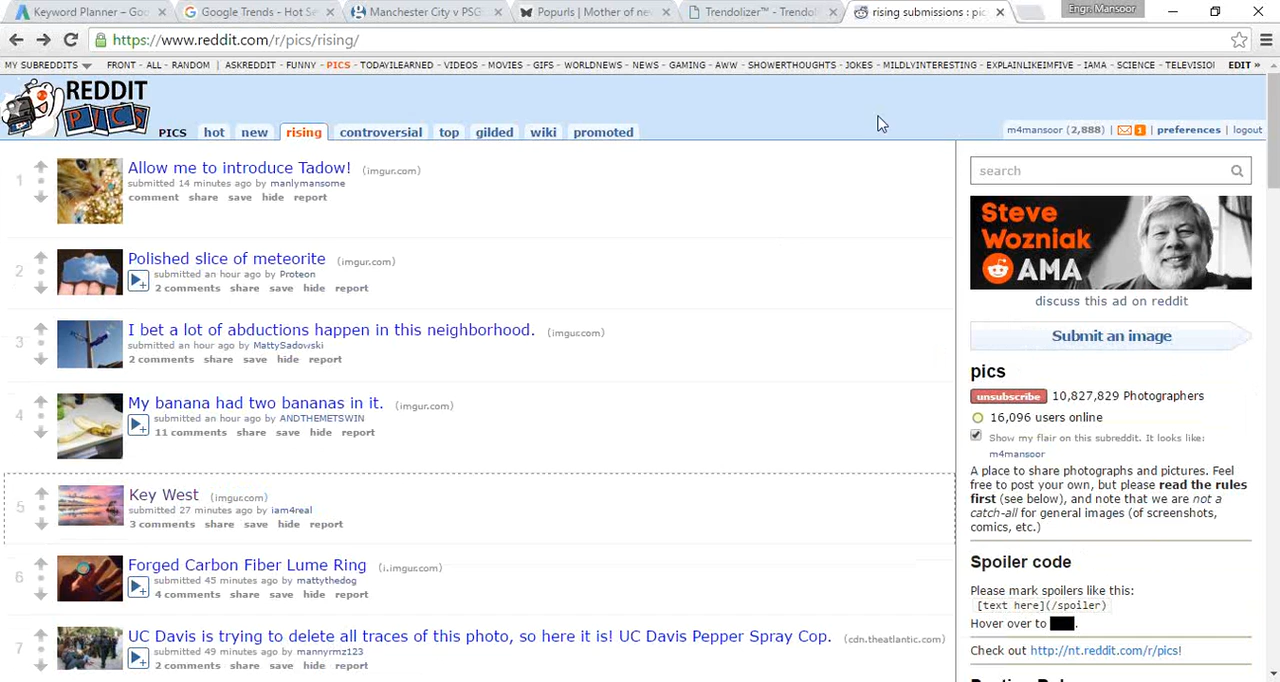 Keyword Planner – Goo
Google Trends - Hot Se
Manchester City v PSG
Popurls | Mother of ne
Trendolizer™ - Trendol
rising submissions : pic
Engr. Mansoor
https://www.reddit.com/r/pics/rising/
MY SUBREDDITS FRONT - ALL - RANDOM | ASKREDDIT - FUNNY - PICS - TODAYILEARNED - VIDEOS - MOVIES - GIFS - WORLDNEWS - NEWS - GAMING - AWW - SHOWERTHOUGHTS - JOKES - MILDLYINTERESTING - EXPLAINLIKEIMFIVE - IAMA - SCIENCE - TELEVISIO EDIT »
REDDIT
PICS
PICS hot new rising controversial top gilded wiki promoted
m4mansoor (2,888) | 1 | preferences | logout
1
Allow me to introduce Tadow! (imgur.com)
submitted 14 minutes ago by manlymansome
comment share save hide report
2
Polished slice of meteorite (imgur.com)
submitted an hour ago by Proteon
2 comments share save hide report
3
I bet a lot of abductions happen in this neighborhood. (imgur.com)
submitted an hour ago by MattySadowski
2 comments share save hide report
4
My banana had two bananas in it. (imgur.com)
submitted an hour ago by ANDTHEMETSWIN
11 comments share save hide report
5
Key West (imgur.com)
submitted 27 minutes ago by iam4real
3 comments share save hide report
6
Forged Carbon Fiber Lume Ring (i.imgur.com)
submitted 45 minutes ago by mattythedog
4 comments share save hide report
7
UC Davis is trying to delete all traces of this photo, so here it is! UC Davis Pepper Spray Cop. (cdn.theatlantic.com)
submitted 49 minutes ago by mannyrmz123
2 comments share save hide report
search
Steve
Wozniak
AMA
discuss this ad on reddit
Submit an image
pics
unsubscribe 10,827,829 Photographers
16,096 users online
Show my flair on this subreddit. It looks like:
m4mansoor
A place to share photographs and pictures. Feel
free to post your own, but please read the rules
first (see below), and note that we are not a
catch-all for general images (of screenshots,
comics, etc.)
Spoiler code
Please mark spoilers like this:
[text here](/spoiler)
Hover over to .
Check out http://nt.reddit.com/r/pics!